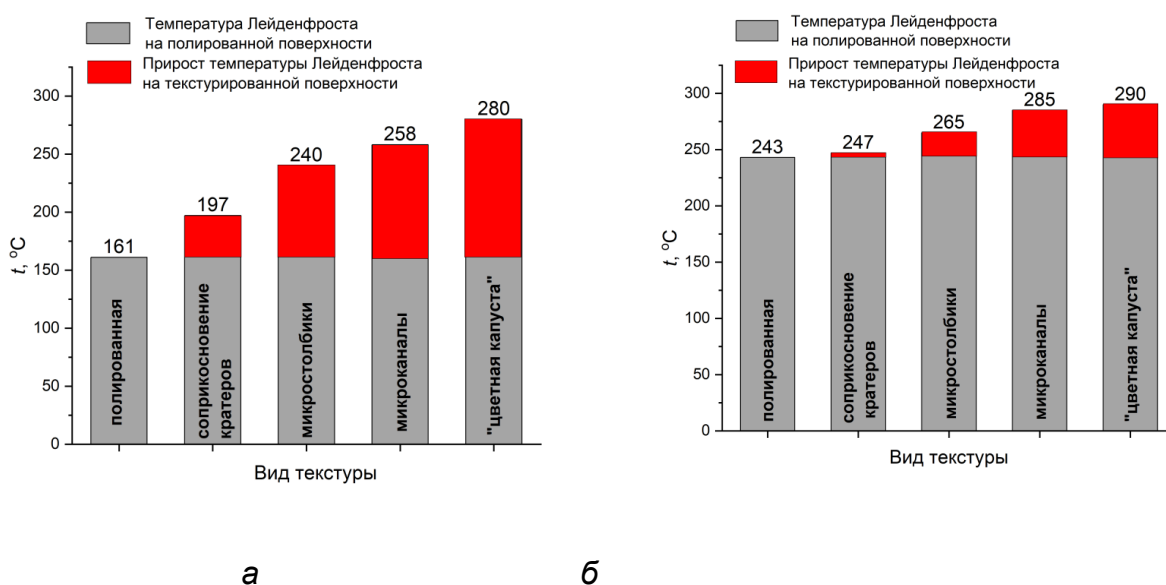 Температура Лейденфроста
на полированной поверхности
Прирост температуры Лейденфроста
на текстурированной поверхности
300
250
200
150
100
50
0
t, °C
161
197
240
258
280
полированная
соприкосновение
кратеров
микростолбики
микроканалы
"цветная капуста"
Вид текстуры
а
Температура Лейденфроста
на полированной поверхности
Прирост температуры Лейденфроста
на текстурированной поверхности
300
250
200
150
100
50
0
t, °C
243
247
265
285
290
полированная
соприкосновение
кратеров
микростолбики
микроканалы
"цветная капуста"
Вид текстуры
б